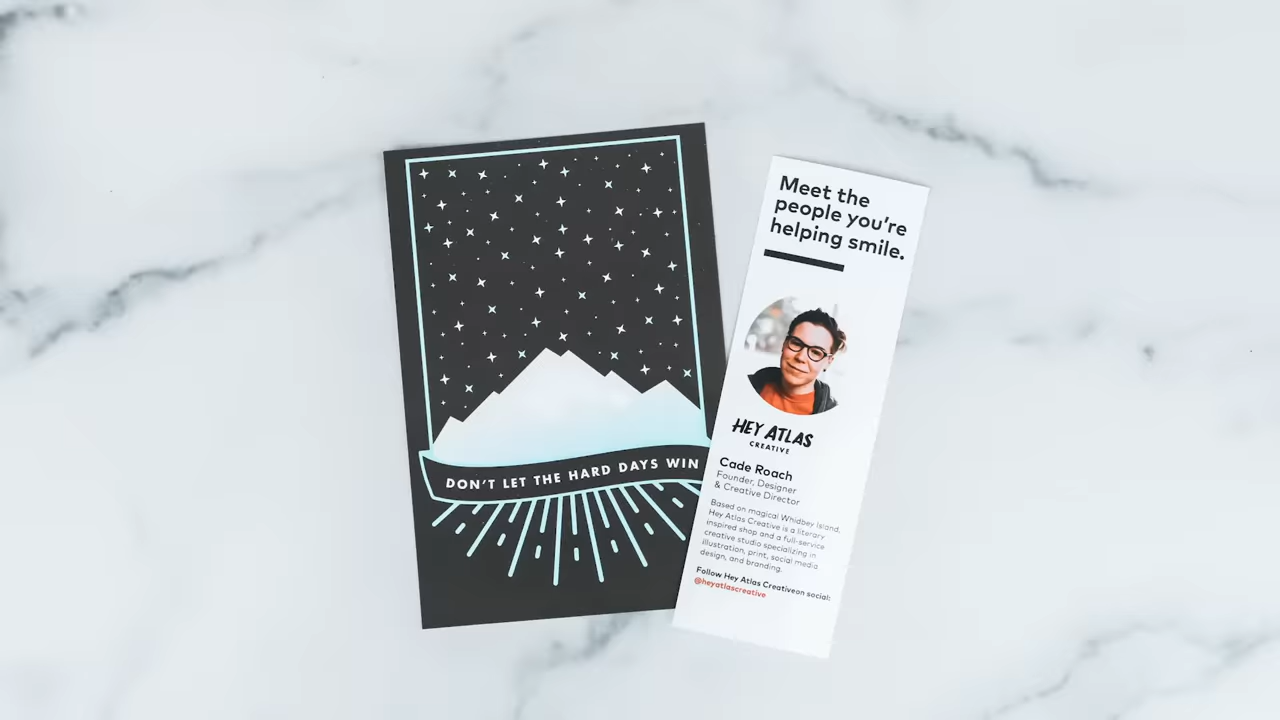 DON'T LET THE HARD DAYS WIN
Meet the
people you're
helping smile.
HEY ATLAS
CREATIVE
Cade Roach
Founder, Designer
& Creative Director
Based on magical Whidbey Island,
Hey Atlas Creative is a literary
inspired shop and a full-service
creative studio specializing in
illustration, print, social media
design, and branding.
Follow Hey Atlas Creativeon social:
@heyatlascreative